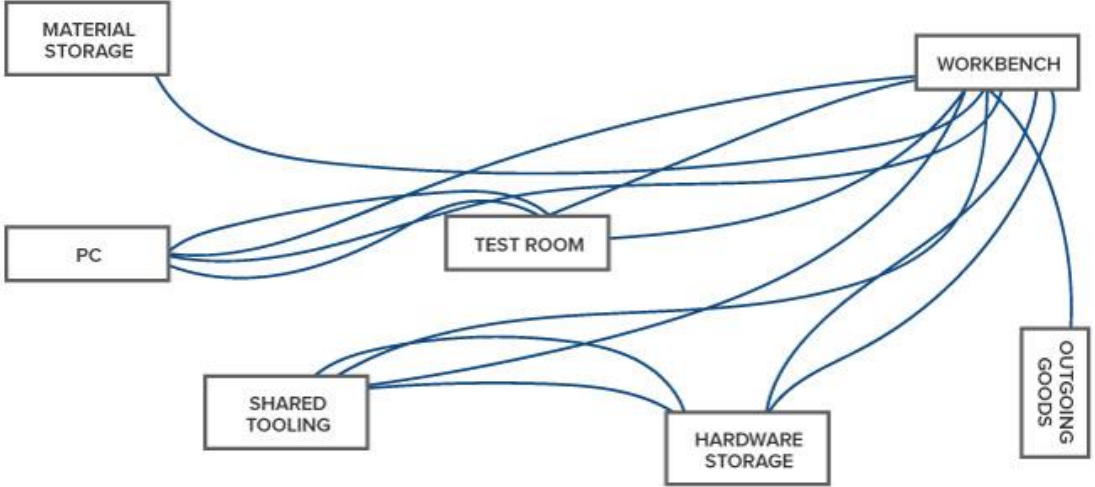 MATERIAL
STORAGE
WORKBENCH
PC
TEST ROOM
SHARED
TOOLING
HARDWARE
STORAGE
OUTGOING
GOODS